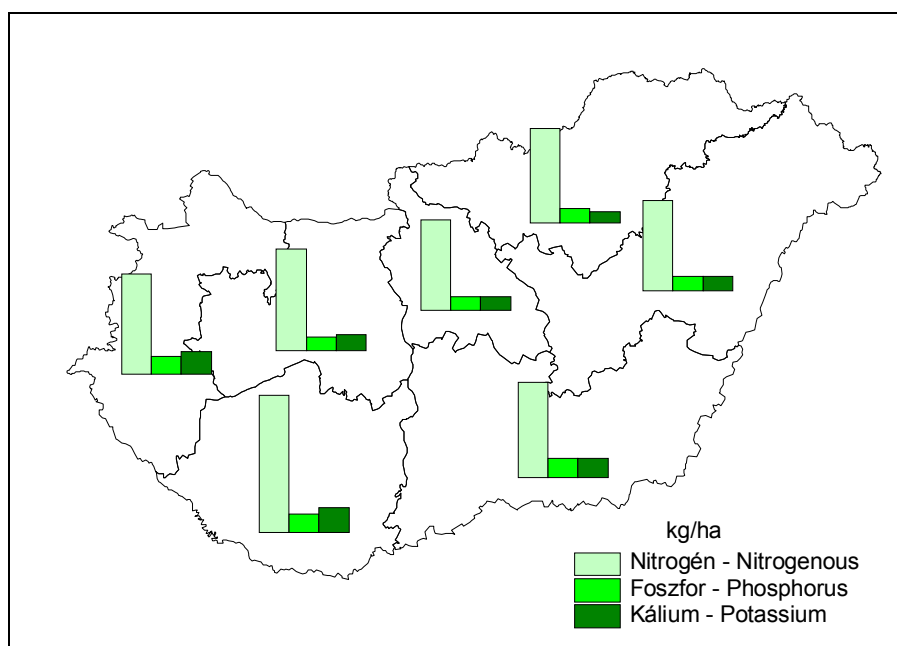 kg/ha
Nitrogén - Nitrogenous
Foszfor - Phosphorus
Kálium - Potassium